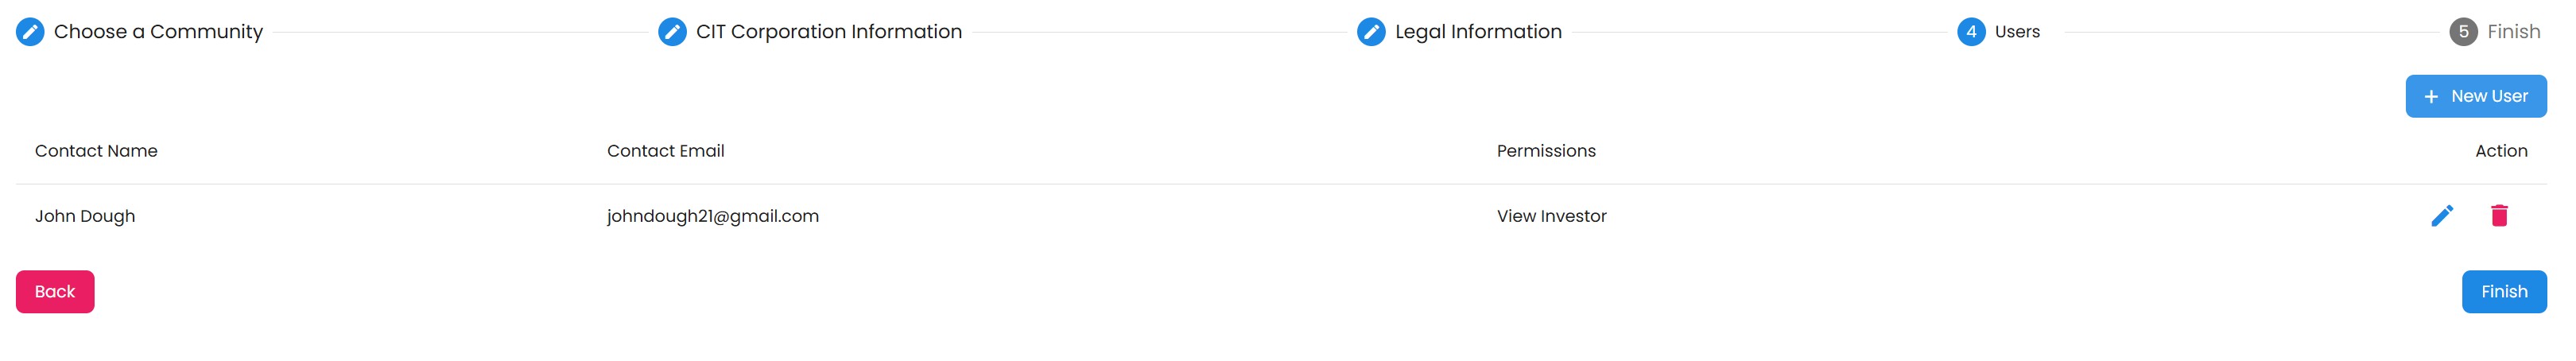 Choose a Community CIT Corporation Information Legal Information 4 Users 5 Finish
+ New User
Contact Name Contact Email Permissions Action
John Dough johndough21@gmail.com View Investor
Back Finish